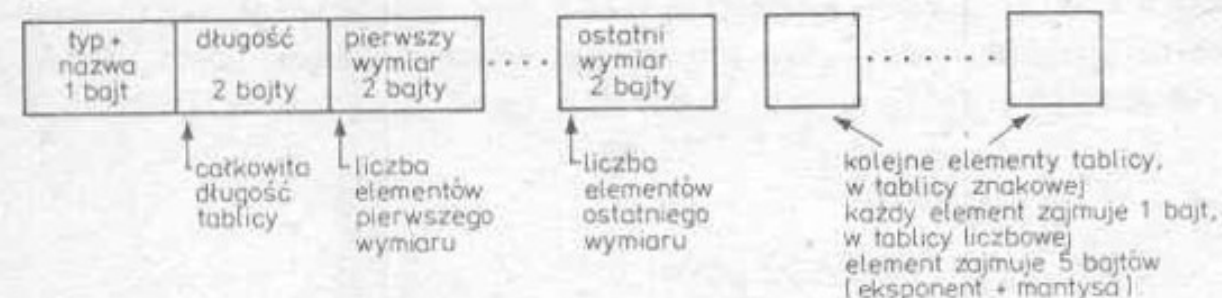 typ +
nazwa
1 bajt
długość
2 bajty
pierwszy
wymiar
2 bajty
. . . .
ostatni
wymiar
2 bajty
. . . . . . .
całkowita
długość
tablicy
liczba
elementów
pierwszego
wymiaru
liczba
elementów
ostatniego
wymiaru
kolejne elementy tablicy,
w tablicy znakowej
każdy element zajmuje 1 bajt,
w tablicy liczbowej
element zajmuje 5 bajtów
(eksponent + mantysa).